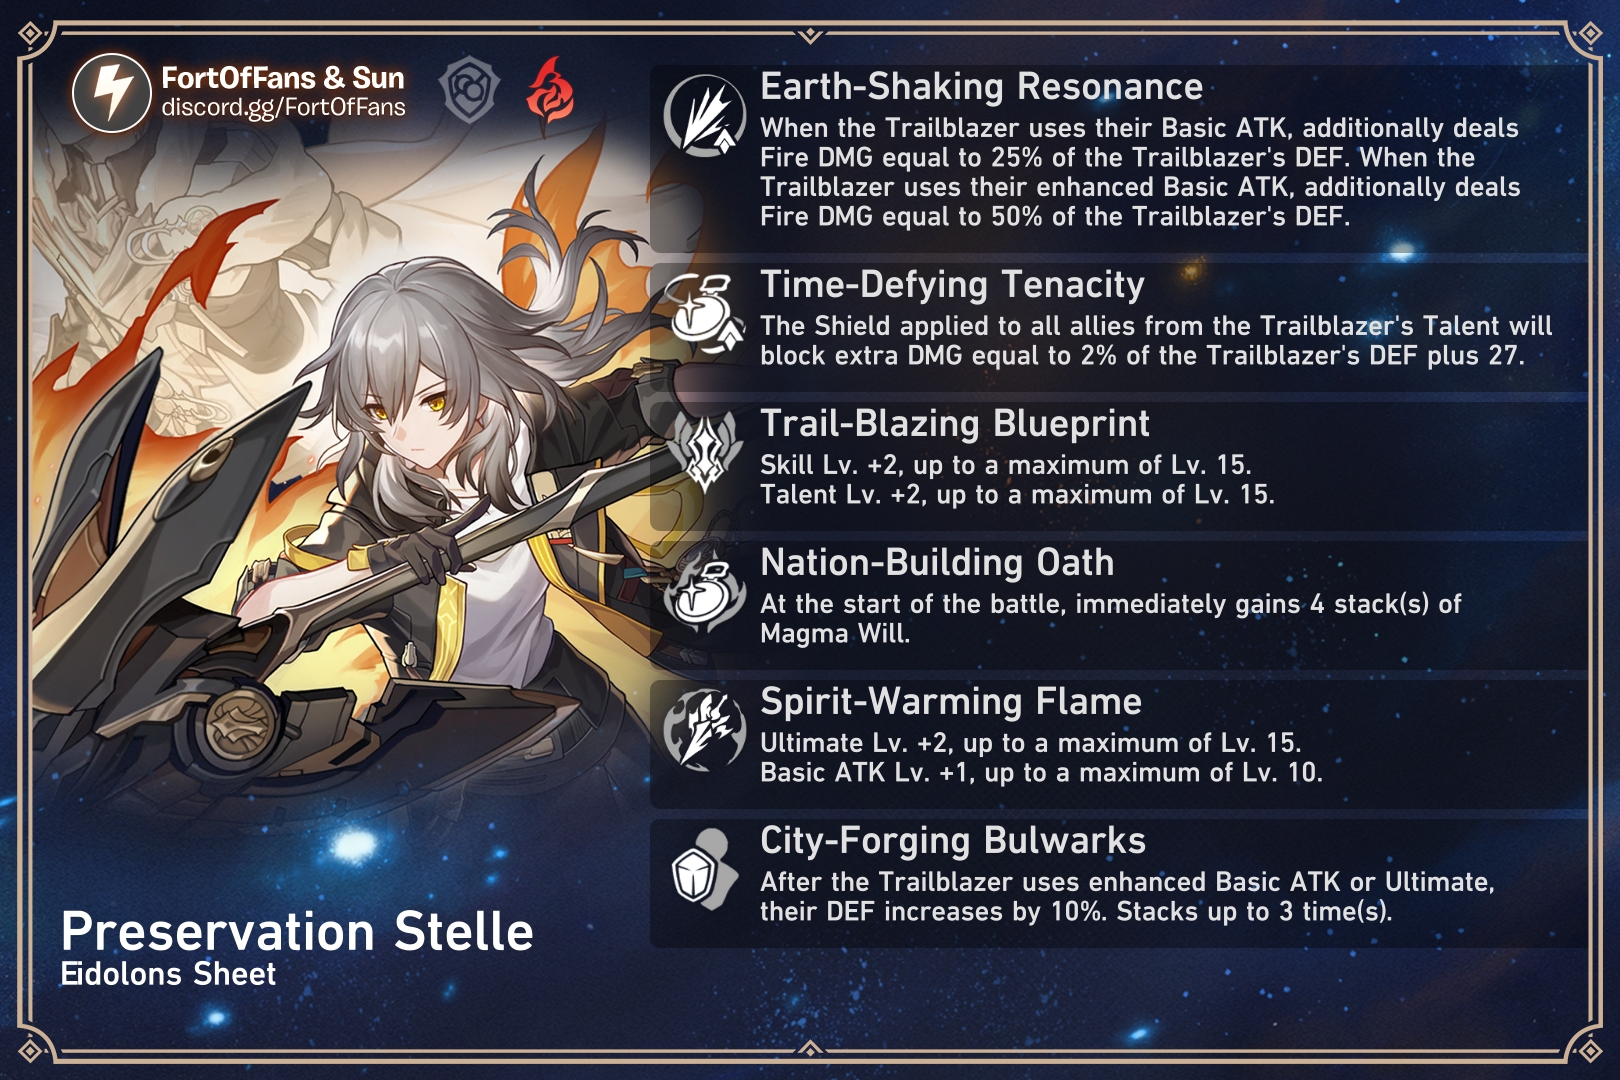 FortOfFans & Sun
discord.gg/FortOfFans
Earth-Shaking Resonance
When the Trailblazer uses their Basic ATK, additionally deals
Fire DMG equal to 25% of the Trailblazer's DEF. When the
Trailblazer uses their enhanced Basic ATK, additionally deals
Fire DMG equal to 50% of the Trailblazer's DEF.
Time-Defying Tenacity
The Shield applied to all allies from the Trailblazer's Talent will
block extra DMG equal to 2% of the Trailblazer's DEF plus 27.
Trail-Blazing Blueprint
Skill Lv. +2, up to a maximum of Lv. 15.
Talent Lv. +2, up to a maximum of Lv. 15.
Nation-Building Oath
At the start of the battle, immediately gains 4 stack(s) of
Magma Will.
Spirit-Warming Flame
Ultimate Lv. +2, up to a maximum of Lv. 15.
Basic ATK Lv. +1, up to a maximum of Lv. 10.
City-Forging Bulwarks
After the Trailblazer uses enhanced Basic ATK or Ultimate,
their DEF increases by 10%. Stacks up to 3 time(s).
Preservation Stelle
Eidolons Sheet